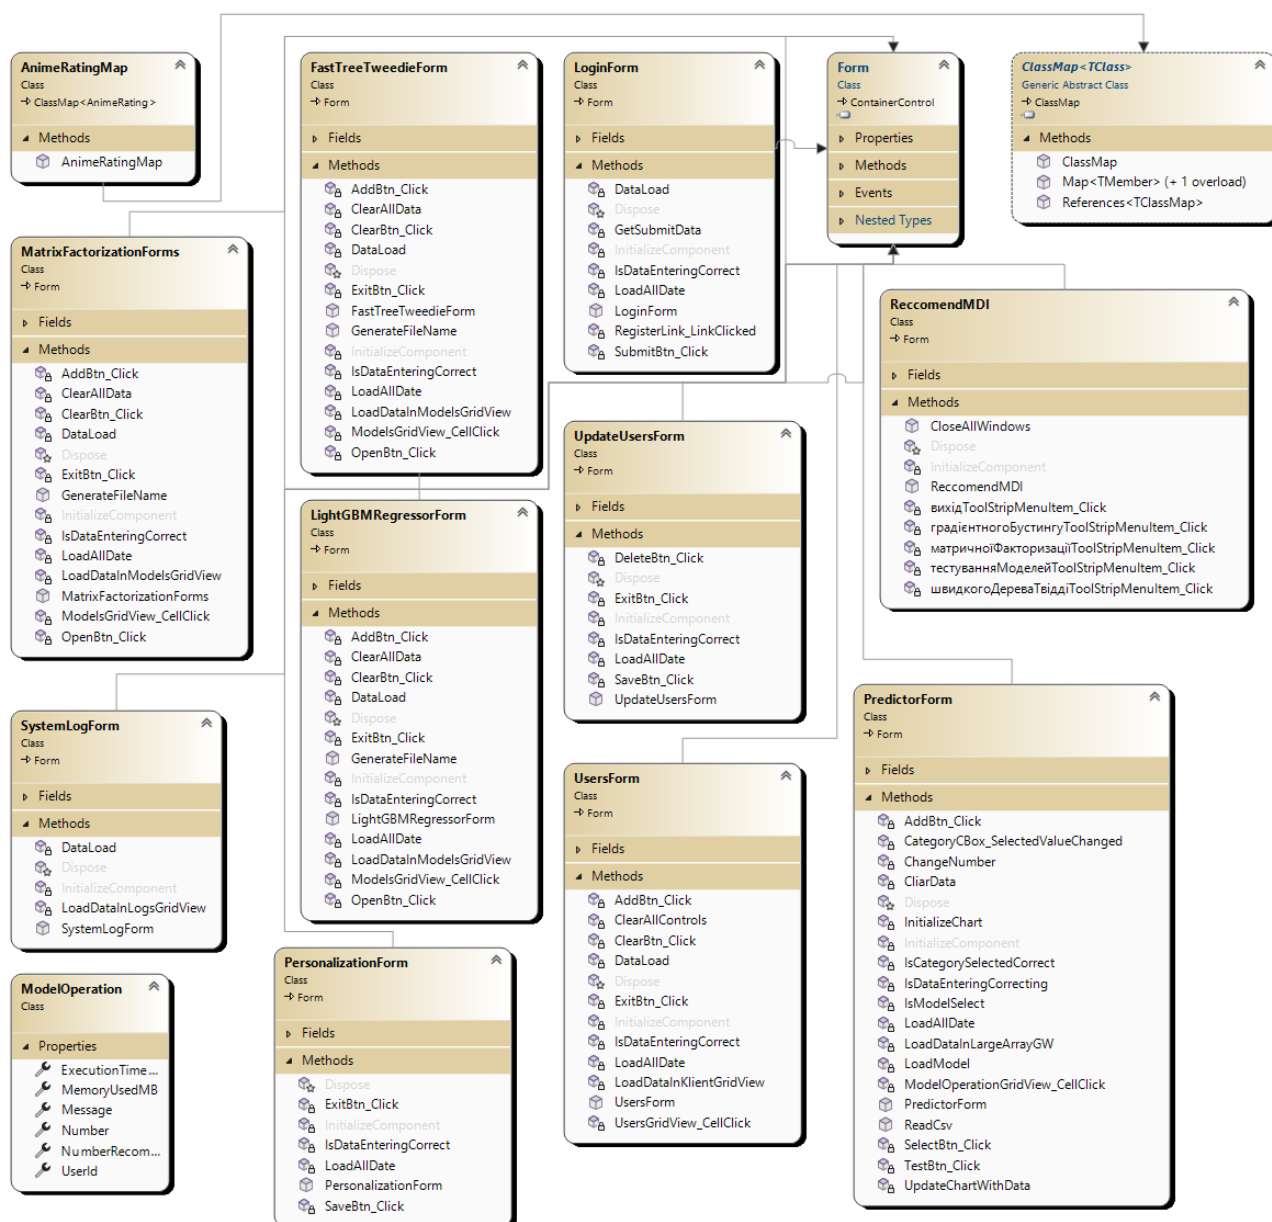 AnimeRatingMap
Class
ClassMap<AnimeRating>
Methods
AnimeRatingMap
FastTreeTweedieForm
Class
Form
Fields
Methods
AddBtn_Click
ClearAllData
ClearBtn_Click
DataLoad
Dispose
ExitBtn_Click
FastTreeTweedieForm
GenerateFileName
InitializeComponent
IsDataEnteringCorrect
LoadAllDate
LoadDataInModelsGridView
ModelsGridView_CellClick
OpenBtn_Click
LoginForm
Class
Form
Fields
Methods
DataLoad
Dispose
GetSubmitData
InitializeComponent
IsDataEnteringCorrect
LoadAllDate
LoginForm
RegisterLink_LinkClicked
SubmitBtn_Click
Form
Class
ContainerControl
Properties
Methods
Events
Nested Types
ClassMap<TClass>
Generic Abstract Class
ClassMap
Methods
ClassMap
Map<TMember> (+ 1 overload)
References<TClassMap>
MatrixFactorizationForms
Class
Form
Fields
Methods
AddBtn_Click
ClearAllData
ClearBtn_Click
DataLoad
Dispose
ExitBtn_Click
GenerateFileName
InitializeComponent
IsDataEnteringCorrect
LoadAllDate
LoadDataInModelsGridView
MatrixFactorizationForms
ModelsGridView_CellClick
OpenBtn_Click
ReccomendMDI
Class
Form
Fields
Methods
CloseAllWindows
Dispose
InitializeComponent
ReccomendMDI
вихідToolStripMenuItem_Click
градієнтногоБустингуToolStripMenuItem_Click
матричноїФакторизаціїToolStripMenuItem_Click
тестуванняМоделейToolStripMenuItem_Click
швидкогоДереваТвіддіToolStripMenuItem_Click
UpdateUsersForm
Class
Form
Fields
Methods
DeleteBtn_Click
Dispose
ExitBtn_Click
InitializeComponent
IsDataEnteringCorrect
LoadAllDate
SaveBtn_Click
UpdateUsersForm
LightGBMRegressorForm
Class
Form
Fields
Methods
AddBtn_Click
ClearAllData
ClearBtn_Click
DataLoad
Dispose
ExitBtn_Click
GenerateFileName
InitializeComponent
IsDataEnteringCorrect
LightGBMRegressorForm
LoadAllDate
LoadDataInModelsGridView
ModelsGridView_CellClick
OpenBtn_Click
PredictorForm
Class
Form
Fields
Methods
AddBtn_Click
CategoryCBox_SelectedValueChanged
ChangeNumber
CliarData
Dispose
InitializeChart
InitializeComponent
IsCategorySelectedCorrect
IsDataEnteringCorrecting
IsModelSelect
LoadAllDate
LoadDataInLargeArrayGW
LoadModel
ModelOperationGridView_CellClick
PredictorForm
ReadCsv
SelectBtn_Click
TestBtn_Click
UpdateChartWithData
SystemLogForm
Class
Form
Fields
Methods
DataLoad
Dispose
InitializeComponent
LoadDataInLogsGridView
SystemLogForm
UsersForm
Class
Form
Fields
Methods
AddBtn_Click
ClearAllControls
ClearBtn_Click
DataLoad
Dispose
ExitBtn_Click
InitializeComponent
IsDataEnteringCorrect
LoadAllDate
LoadDataInKlientGridView
UsersForm
UsersGridView_CellClick
PersonalizationForm
Class
Form
Fields
Methods
Dispose
ExitBtn_Click
InitializeComponent
IsDataEnteringCorrect
LoadAllDate
PersonalizationForm
SaveBtn_Click
ModelOperation
Class
Properties
ExecutionTime...
MemoryUsedMB
Message
Number
NumberRecom...
UserId